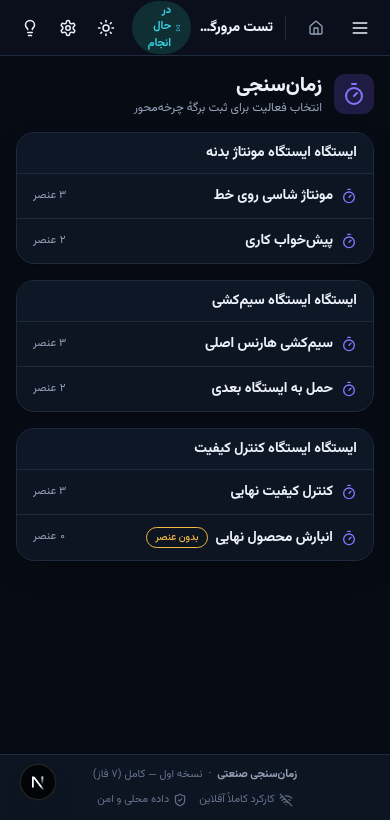 تست مرورگ...
در
حال
انجام
زمان‌سنجی
انتخاب فعالیت برای ثبت برگهٔ چرخه‌محور
ایستگاه ایستگاه مونتاژ بدنه
مونتاژ شاسی روی خط ۳ عنصر
پیش‌خواب کاری ۲ عنصر
ایستگاه ایستگاه سیم‌کشی
سیم‌کشی هارنس اصلی ۳ عنصر
حمل به ایستگاه بعدی ۲ عنصر
ایستگاه ایستگاه کنترل کیفیت
کنترل کیفیت نهایی ۳ عنصر
انبارش محصول نهایی بدون عنصر ۰ عنصر
زمان‌سنجی صنعتی · نسخه اول – کامل (۷ فاز)
کارکرد کاملاً آفلاین داده محلی و امن
N